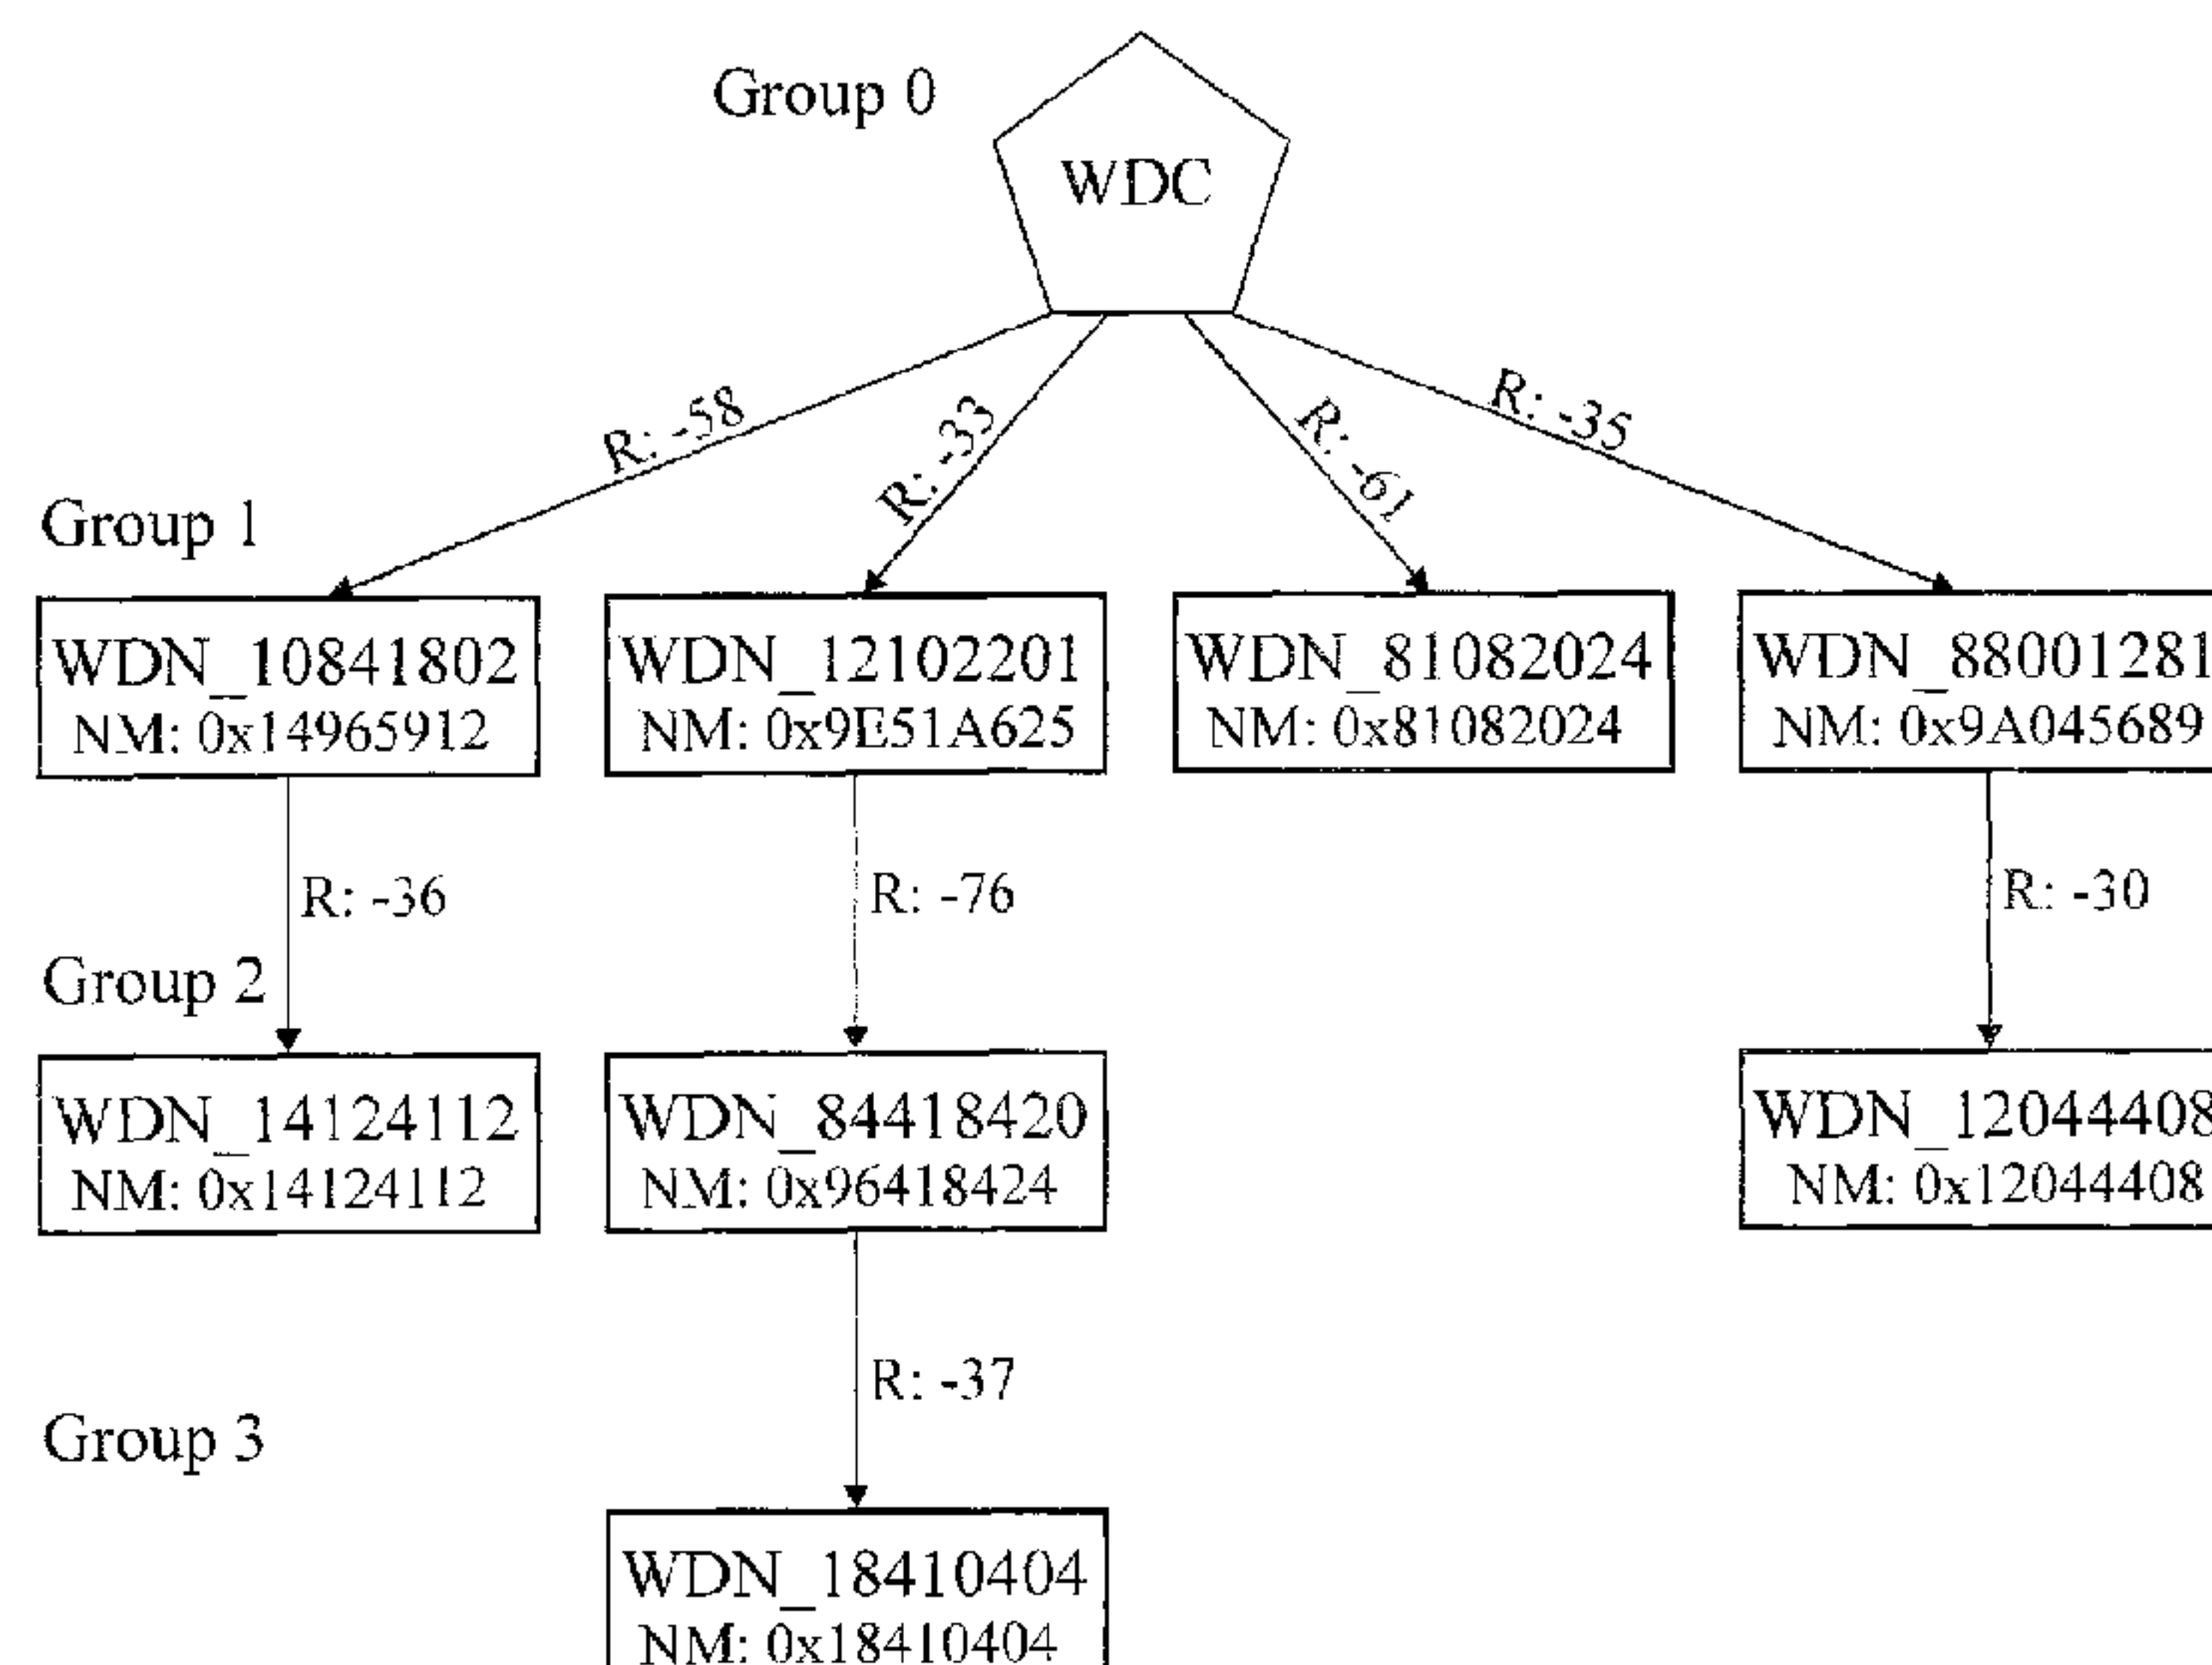 Group 0
WDC
R: -58
R: -33
R: -61
R: -35
Group 1
WDN_10841802
NM: 0x14965912
WDN_12102201
NM: 0x9E51A625
WDN_81082024
NM: 0x81082024
WDN_88001281
NM: 0x9A045689
R: -36
R: -76
R: -30
Group 2
WDN_14124112
NM: 0x14124112
WDN_84418420
NM: 0x96418424
WDN_12044408
NM: 0x12044408
R: -37
Group 3
WDN_18410404
NM: 0x18410404